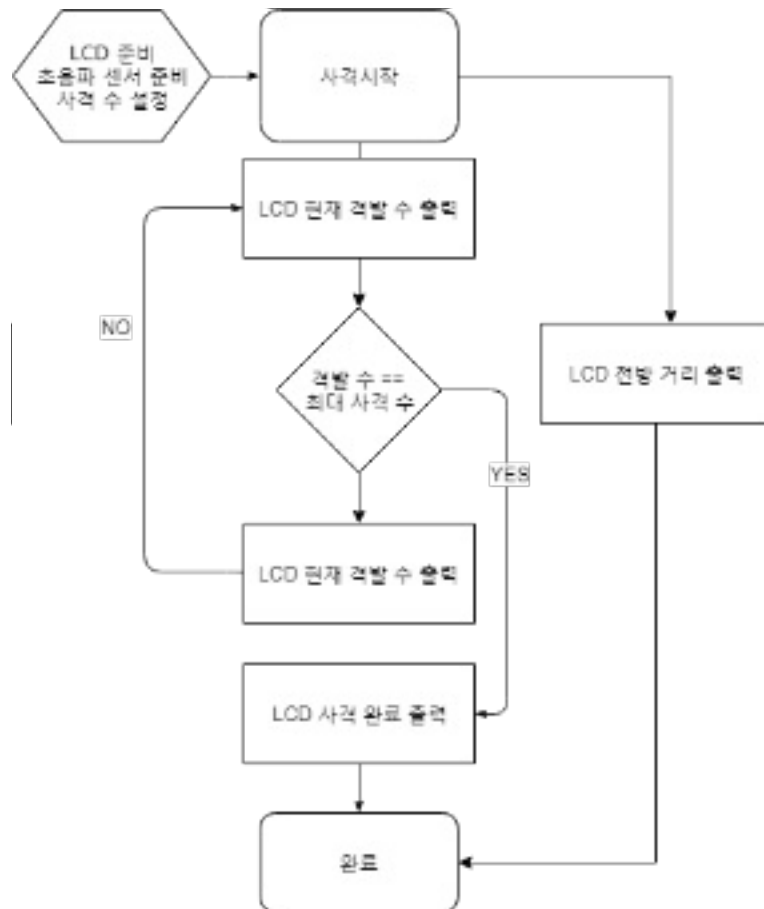 LCD 준비
초음파 센서 준비
사격 수 설정
사격시작
LCD 현재 격발 수 출력
NO
격발 수 ==
최대 사격 수
LCD 전방 거리 출력
YES
LCD 현재 격발 수 출력
LCD 사격 완료 출력
완료